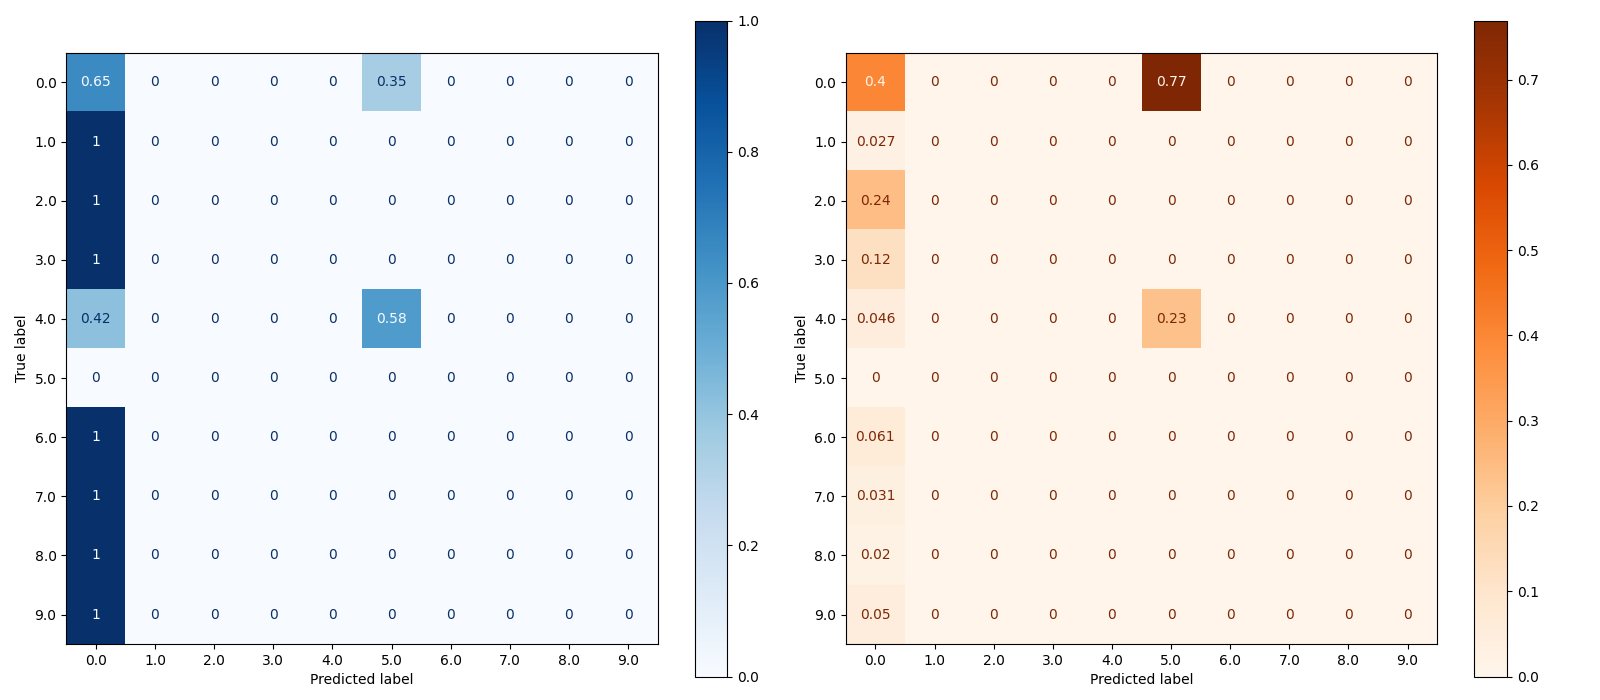 0.0 0.65 0 0 0 0 0.35 0 0 0 0
1.0 1 0 0 0 0 0 0 0 0 0
2.0 1 0 0 0 0 0 0 0 0 0
3.0 1 0 0 0 0 0 0 0 0 0
4.0 0.42 0 0 0 0 0.58 0 0 0 0
5.0 0 0 0 0 0 0 0 0 0 0
6.0 1 0 0 0 0 0 0 0 0 0
7.0 1 0 0 0 0 0 0 0 0 0
8.0 1 0 0 0 0 0 0 0 0 0
9.0 1 0 0 0 0 0 0 0 0 0
0.0 1.0 2.0 3.0 4.0 5.0 6.0 7.0 8.0 9.0
Predicted label
True label
1.0
0.8
0.6
0.4
0.2
0.0
0.0 0.4 0 0 0 0 0.77 0 0 0 0
1.0 0.027 0 0 0 0 0 0 0 0 0
2.0 0.24 0 0 0 0 0 0 0 0 0
3.0 0.12 0 0 0 0 0 0 0 0 0
4.0 0.046 0 0 0 0 0.23 0 0 0 0
5.0 0 0 0 0 0 0 0 0 0 0
6.0 0.061 0 0 0 0 0 0 0 0 0
7.0 0.031 0 0 0 0 0 0 0 0 0
8.0 0.02 0 0 0 0 0 0 0 0 0
9.0 0.05 0 0 0 0 0 0 0 0 0
0.0 1.0 2.0 3.0 4.0 5.0 6.0 7.0 8.0 9.0
Predicted label
True label
0.7
0.6
0.5
0.4
0.3
0.2
0.1
0.0